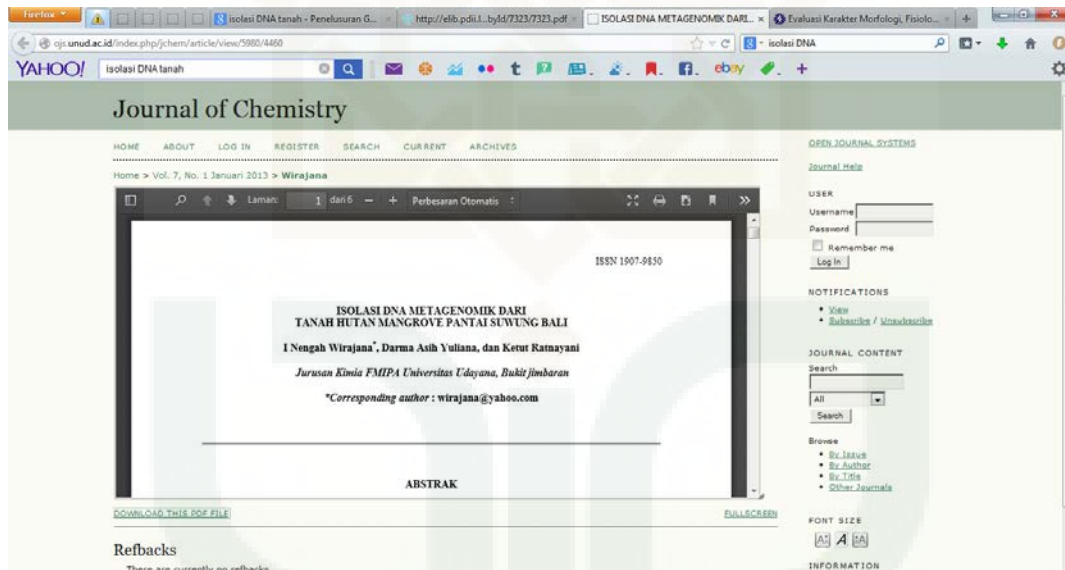 Firefox
isolasi DNA tanah - Penelusuran G...
http://elib.pdii.l...byId/7323/7323.pdf
ISOLASI DNA METAGENOMIK DARI...
Evaluasi Karakter Morfologi, Fisiolo...
ojs.unud.ac.id/index.php/jchem/article/view/5980/4460
isolasi DNA
YAHOO!
isolasi DNA tanah
ebay
Journal of Chemistry
HOME ABOUT LOG IN REGISTER SEARCH CURRENT ARCHIVES
Home > Vol. 7, No. 1 Januari 2013 > Wirajana
Laman: 1 dari 6 Perbesaran Otomatis
ISSN 1907-9850
ISOLASI DNA METAGENOMIK DARI
TANAH HUTAN MANGROVE PANTAI SUWUNG BALI
I Nengah Wirajana*, Darma Asih Yuliana, dan Ketut Ratnayani
Jurusan Kimia FMIPA Universitas Udayana, Bukit jimbaran
*Corresponding author : wirajana@yahoo.com
ABSTRAK
DOWNLOAD THIS PDF FILE
FULLSCREEN
Refbacks
There are currently no refbacks
OPEN JOURNAL SYSTEMS
Journal Help
USER
Username
Password
Remember me
Log In
NOTIFICATIONS
View
Subscribe / Unsubscribe
JOURNAL CONTENT
Search
All
Search
Browse
By Issue
By Author
By Title
Other Journals
FONT SIZE
INFORMATION